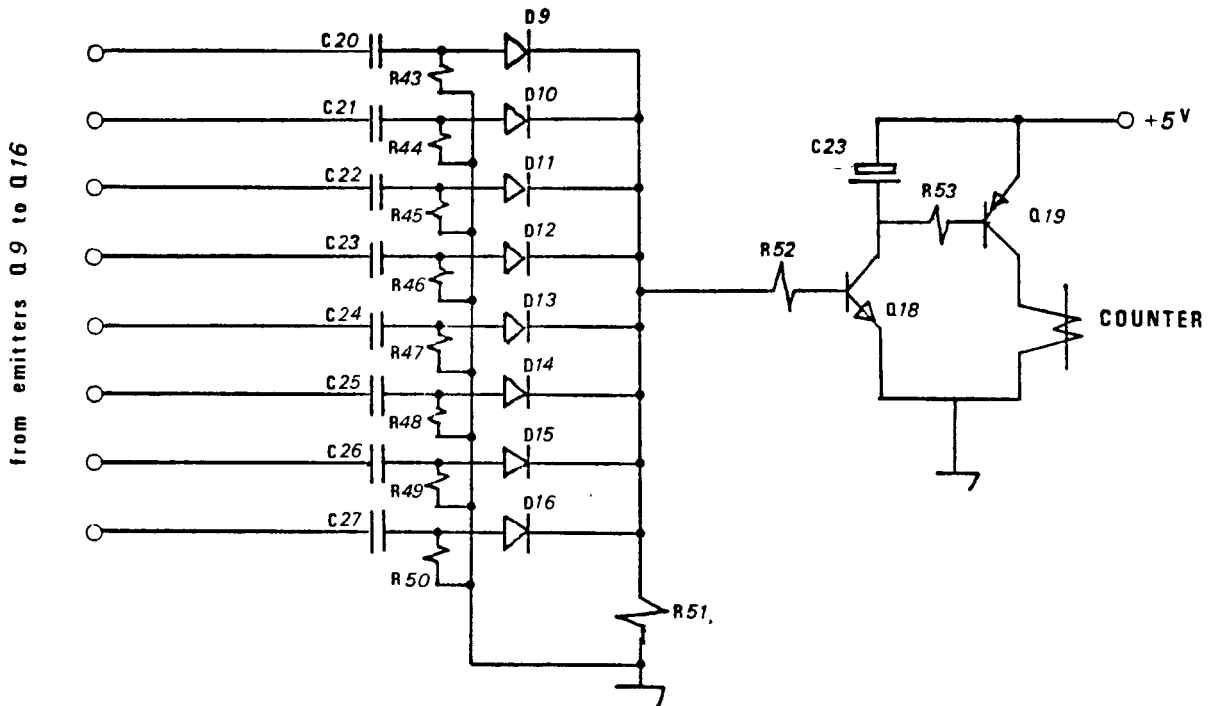 from emitters Q9 to Q16
C20
R43
D9
C21
R44
D10
C22
R45
D11
C23
R46
D12
C24
R47
D13
C25
R48
D14
C26
R49
D15
C27
R50
D16
R51
R52
Q18
C23
R53
Q19
+5V
COUNTER